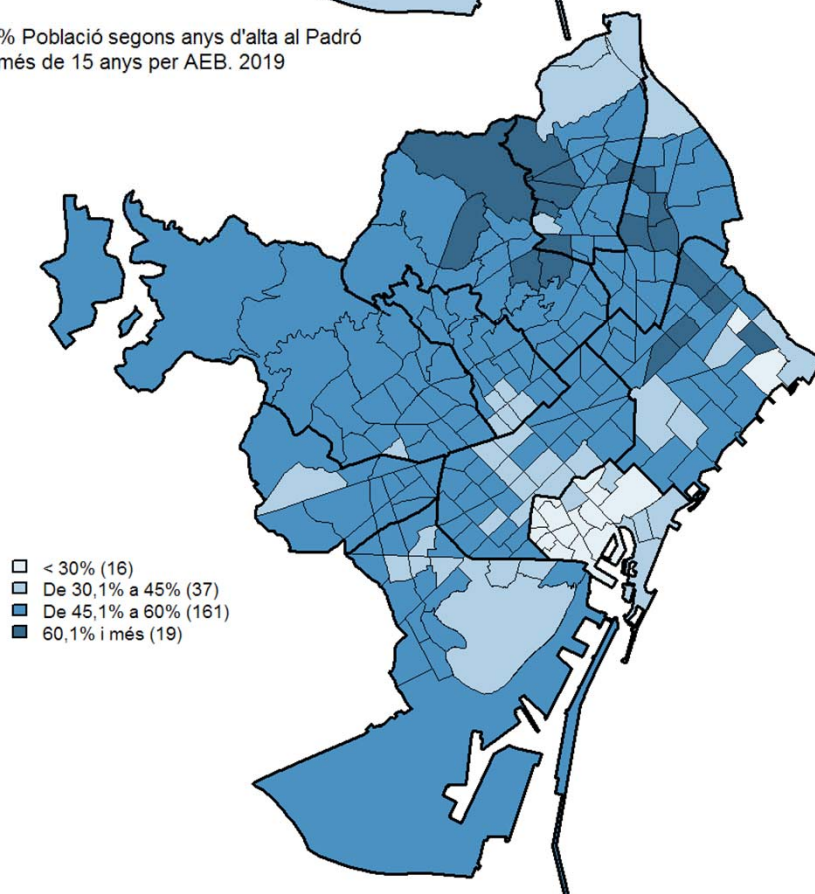 % Població segons anys d'alta al Padró
més de 15 anys per AEB. 2019
< 30% (16)
De 30,1% a 45% (37)
De 45,1% a 60% (161)
60,1% i més (19)